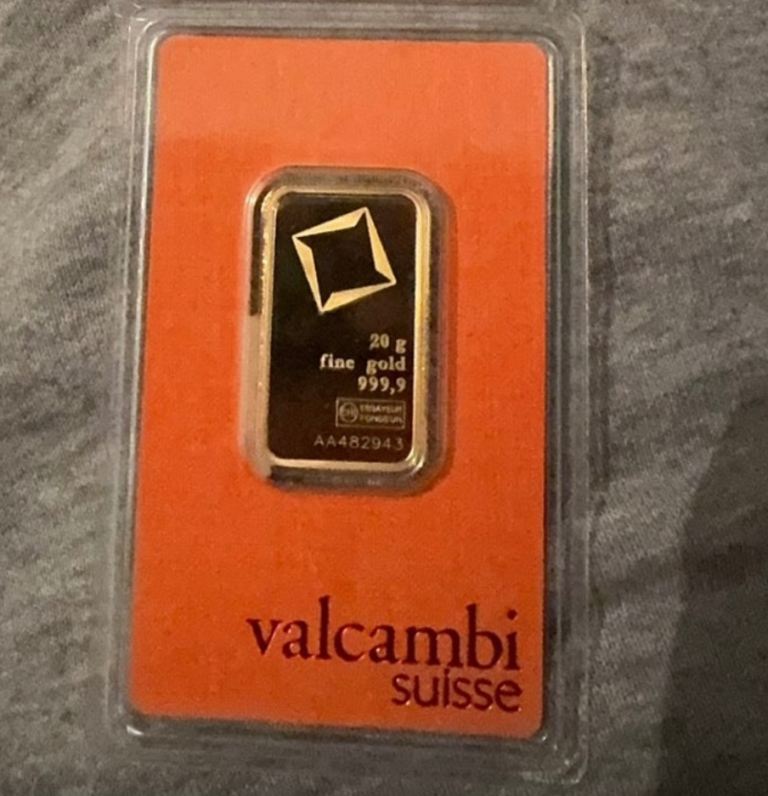 20 g
fine gold
999,9
ESSAYEUR
FONDEUR
AA482943
valcambi
suisse